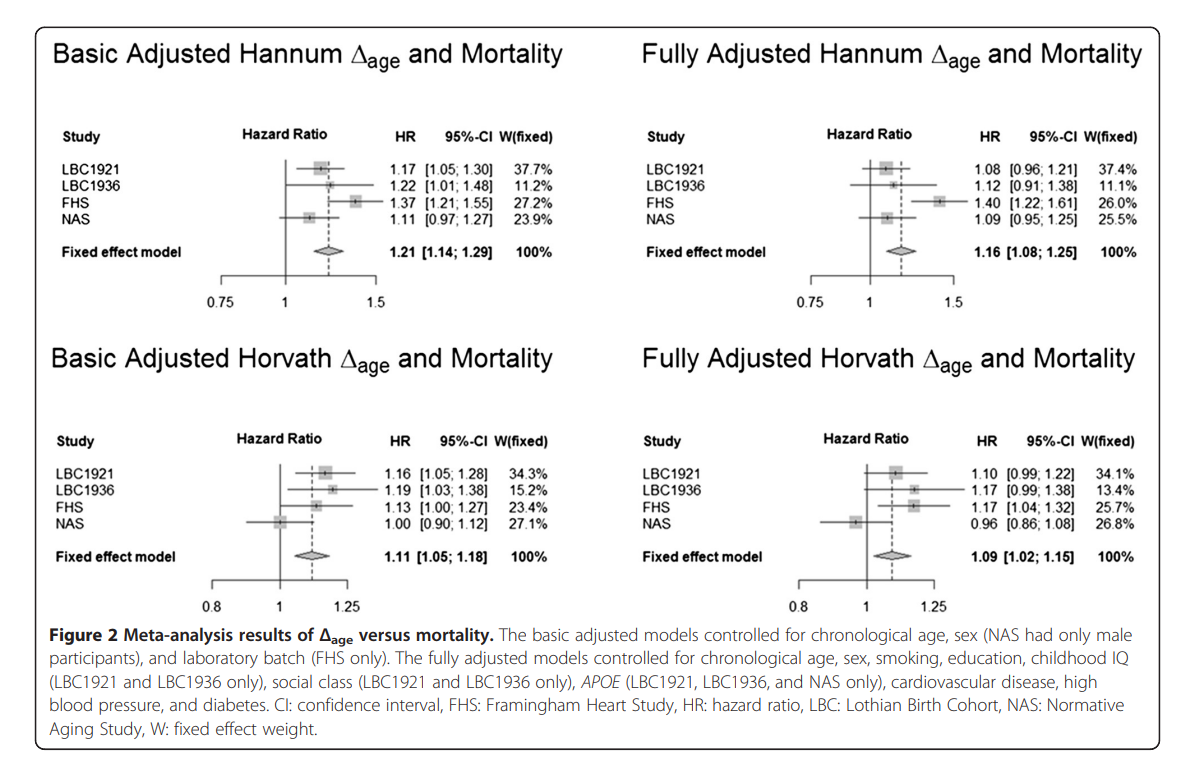 Basic Adjusted Hannum Δage and Mortality
Study Hazard Ratio HR 95%-CI W(fixed)
LBC1921 1.17 [1.05; 1.30] 37.7%
LBC1936 1.22 [1.01; 1.48] 11.2%
FHS 1.37 [1.21; 1.55] 27.2%
NAS 1.11 [0.97; 1.27] 23.9%
Fixed effect model 1.21 [1.14; 1.29] 100%
0.75 1 1.5
Fully Adjusted Hannum Δage and Mortality
Study Hazard Ratio HR 95%-CI W(fixed)
LBC1921 1.08 [0.96; 1.21] 37.4%
LBC1936 1.12 [0.91; 1.38] 11.1%
FHS 1.40 [1.22; 1.61] 26.0%
NAS 1.09 [0.95; 1.25] 25.5%
Fixed effect model 1.16 [1.08; 1.25] 100%
0.75 1 1.5
Basic Adjusted Horvath Δage and Mortality
Study Hazard Ratio HR 95%-CI W(fixed)
LBC1921 1.16 [1.05; 1.28] 34.3%
LBC1936 1.19 [1.03; 1.38] 15.2%
FHS 1.13 [1.00; 1.27] 23.4%
NAS 1.00 [0.90; 1.12] 27.1%
Fixed effect model 1.11 [1.05; 1.18] 100%
0.8 1 1.25
Fully Adjusted Horvath Δage and Mortality
Study Hazard Ratio HR 95%-CI W(fixed)
LBC1921 1.10 [0.99; 1.22] 34.1%
LBC1936 1.17 [0.99; 1.38] 13.4%
FHS 1.17 [1.04; 1.32] 25.7%
NAS 0.96 [0.86; 1.08] 26.8%
Fixed effect model 1.09 [1.02; 1.15] 100%
0.8 1 1.25
Figure 2 Meta-analysis results of Δage versus mortality. The basic adjusted models controlled for chronological age, sex (NAS had only male
participants), and laboratory batch (FHS only). The fully adjusted models controlled for chronological age, sex, smoking, education, childhood IQ
(LBC1921 and LBC1936 only), social class (LBC1921 and LBC1936 only), APOE (LBC1921, LBC1936, and NAS only), cardiovascular disease, high
blood pressure, and diabetes. CI: confidence interval, FHS: Framingham Heart Study, HR: hazard ratio, LBC: Lothian Birth Cohort, NAS: Normative
Aging Study, W: fixed effect weight.